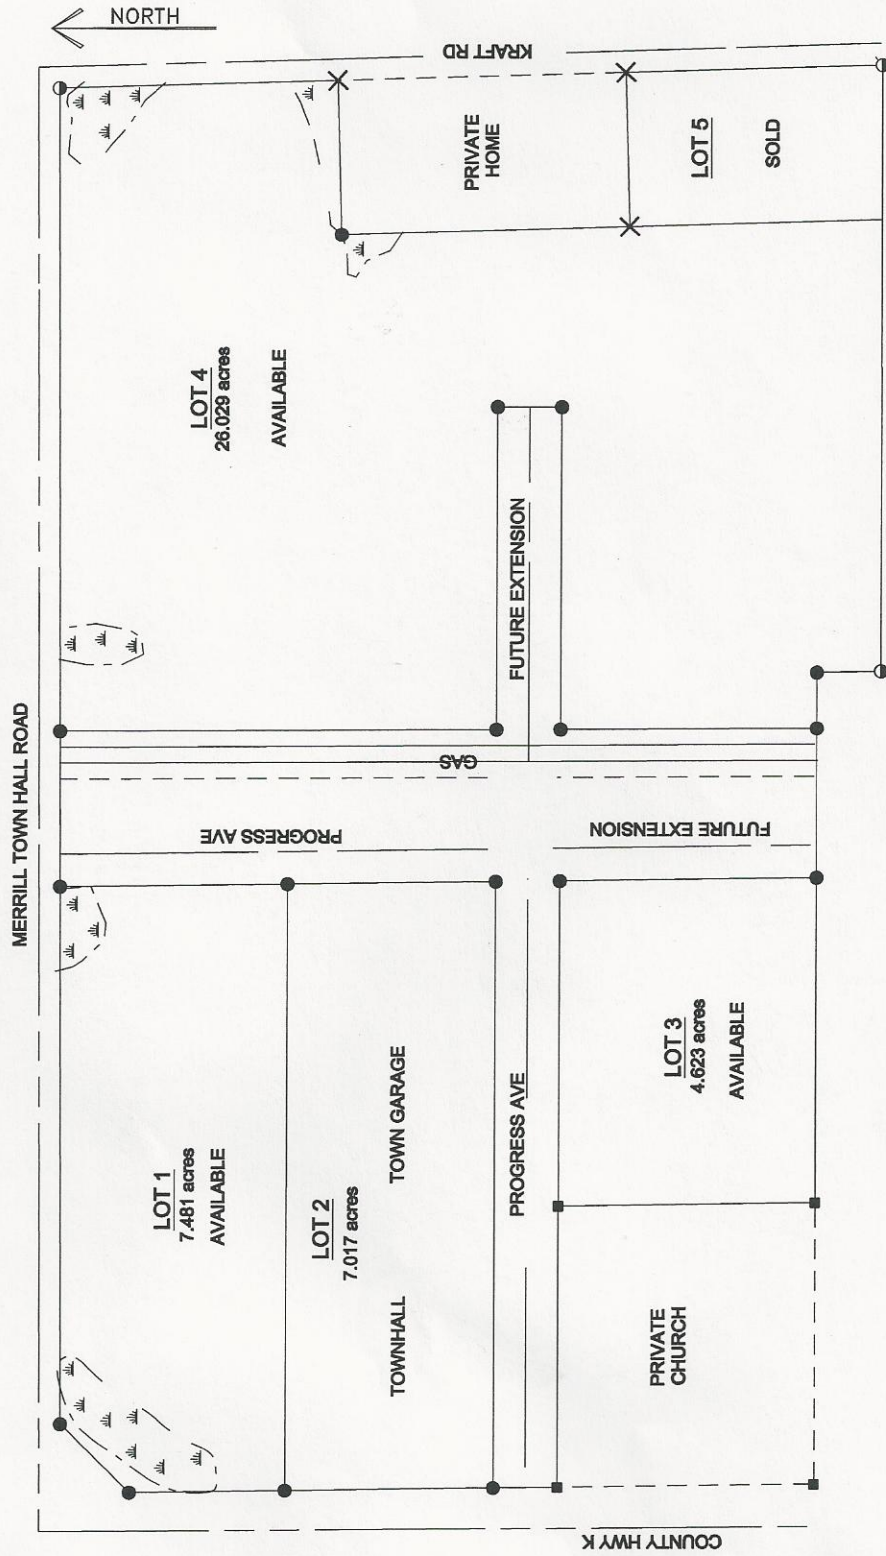 NORTH
MERRILL TOWN HALL ROAD
KRAFT RD
LOT 4
26.029 acres
AVAILABLE
PRIVATE
HOME
LOT 5
SOLD
FUTURE EXTENSION
GAS
PROGRESS AVE
FUTURE EXTENSION
LOT 1
7.481 acres
AVAILABLE
LOT 2
7.017 acres
TOWNHALL
TOWN GARAGE
PROGRESS AVE
LOT 3
4.623 acres
AVAILABLE
PRIVATE
CHURCH
COUNTY HWY K